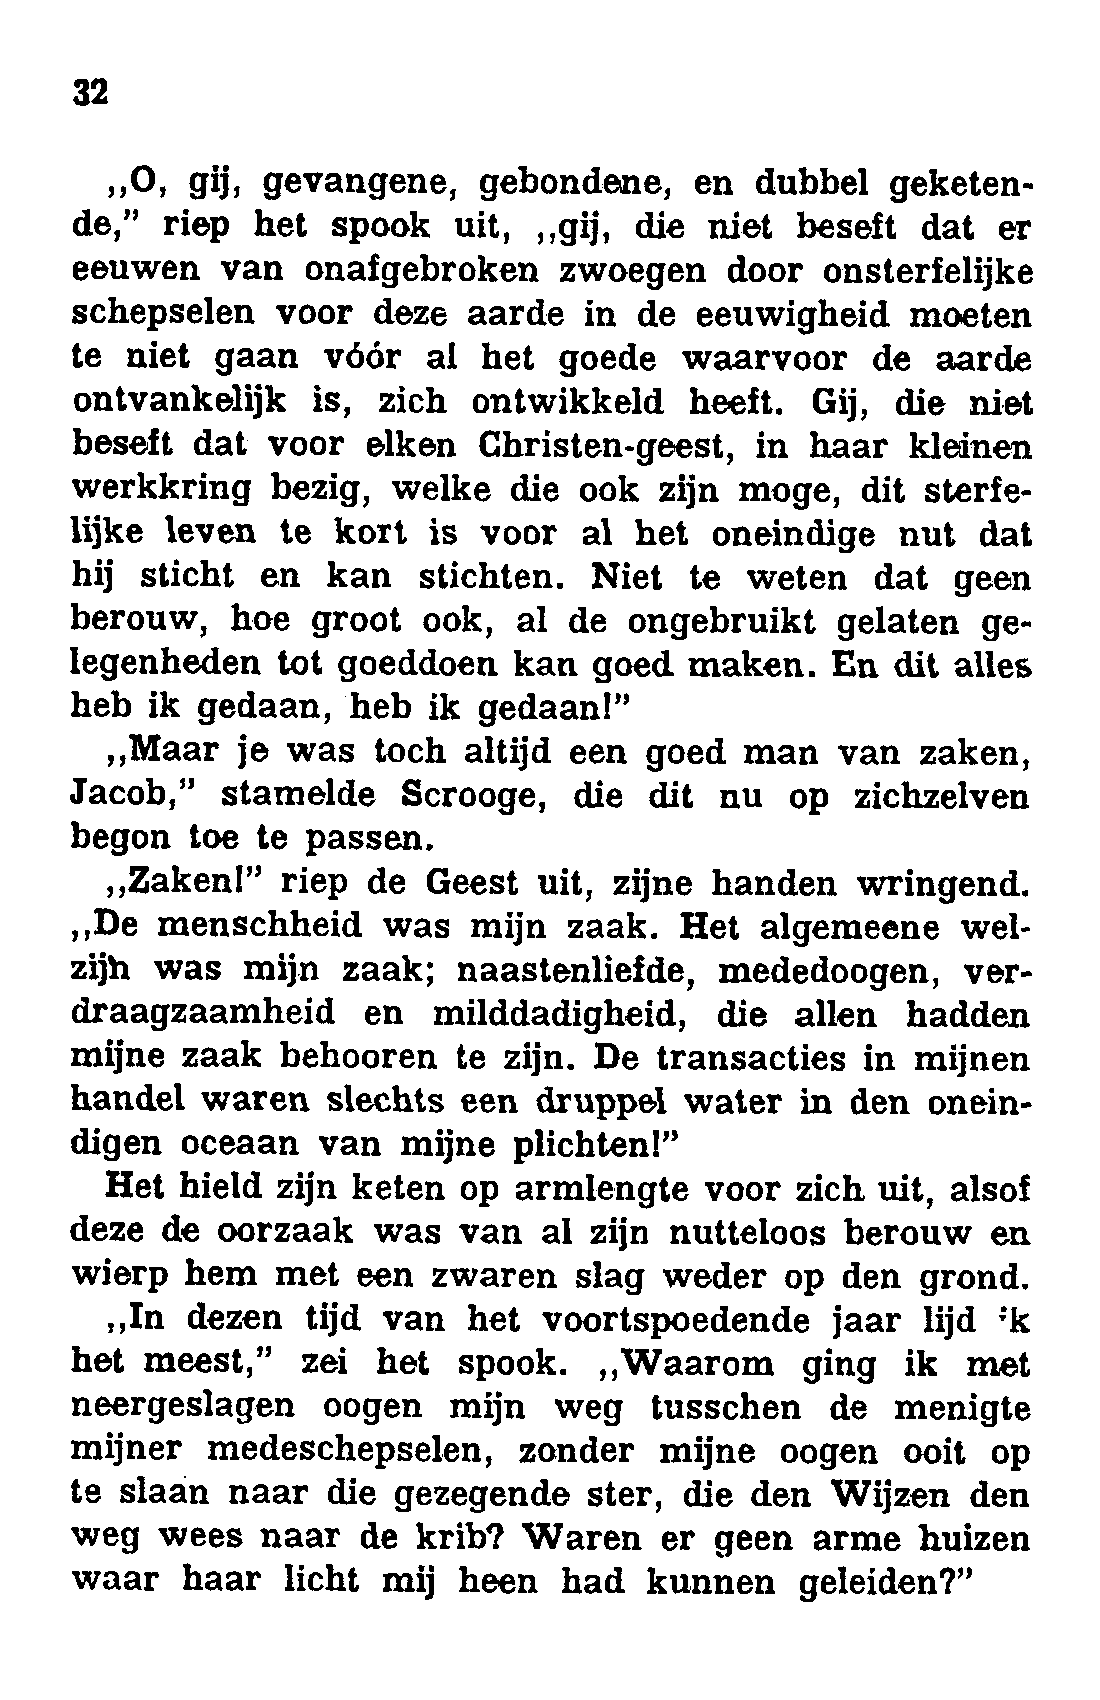 32
,,O, gij, gevangene, gebondene, en dubbel geketen-
de,” riep het spook uit, ,,gij, die niet beseft dat er
eeuwen van onafgebroken zwoegen door onsterfelijke
schepselen voor deze aarde in de eeuwigheid moeten
te niet gaan vóór al het goede waarvoor de aarde
ontvankelijk is, zich ontwikkeld heeft. Gij, die niet
beseft dat voor elken Christen-geest, in haar kleinen
werkkring bezig, welke die ook zijn moge, dit sterfe-
lijke leven te kort is voor al het oneindige nut dat
hij sticht en kan stichten. Niet te weten dat geen
berouw, hoe groot ook, al de ongebruikt gelaten ge-
legenheden tot goeddoen kan goed maken. En dit alles
heb ik gedaan, heb ik gedaan!”
,,Maar je was toch altijd een goed man van zaken,
Jacob,” stamelde Scrooge, die dit nu op zichzelven
begon toe te passen.
,,Zaken!” riep de Geest uit, zijne handen wringend.
,,De menschheid was mijn zaak. Het algemeene wel-
zijn was mijn zaak; naastenliefde, mededoogen, ver-
draagzaamheid en milddadigheid, die allen hadden
mijne zaak behooren te zijn. De transacties in mijnen
handel waren slechts een druppel water in den onein-
digen oceaan van mijne plichten!”
Het hield zijn keten op armlengte voor zich uit, alsof
deze de oorzaak was van al zijn nutteloos berouw en
wierp hem met een zwaren slag weder op den grond.
,,In dezen tijd van het voortspoedende jaar lijd ik
het meest,” zei het spook. ,,Waarom ging ik met
neergeslagen oogen mijn weg tusschen de menigte
mijner medeschepselen, zonder mijne oogen ooit op
te slaan naar die gezegende ster, die den Wijzen den
weg wees naar de krib? Waren er geen arme huizen
waar haar licht mij heen had kunnen geleiden?”